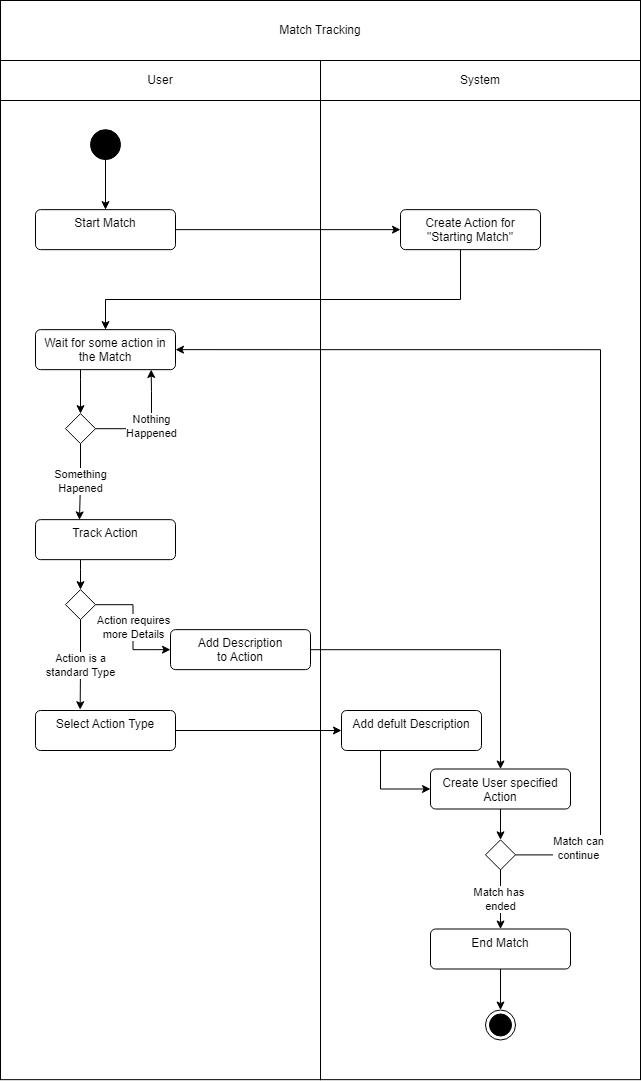 Match Tracking
User
System
Start Match
Create Action for
"Starting Match"
Wait for some action in
the Match
Nothing
Happened
Something
Hapened
Track Action
Action requires
more Details
Add Description
to Action
Action is a
standard Type
Select Action Type
Add defult Description
Create User specified
Action
Match can
continue
Match has
ended
End Match